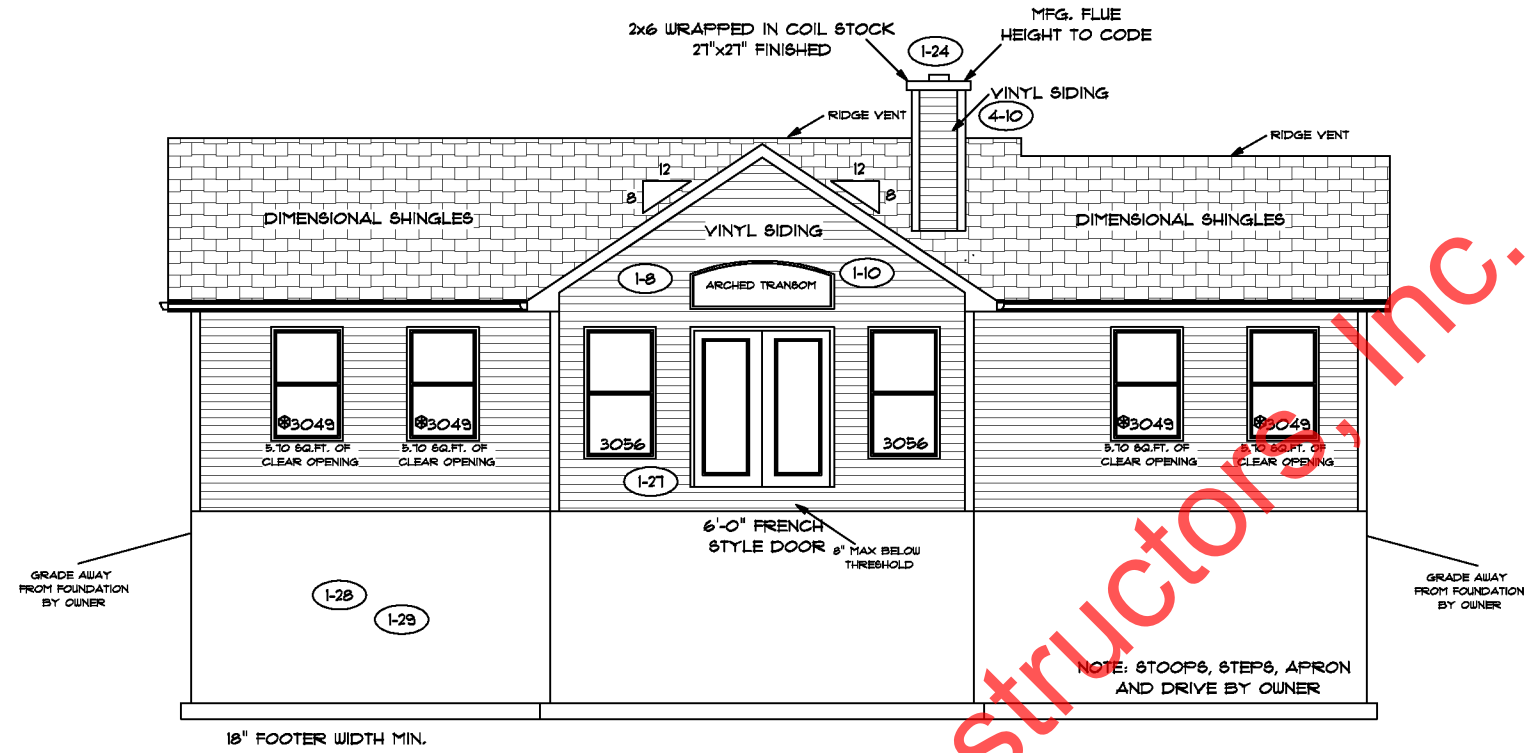 2x6 WRAPPED IN COIL STOCK
27"x27" FINISHED
1-24
MFG. FLUE
HEIGHT TO CODE
VINYL SIDING
4-10
RIDGE VENT
RIDGE VENT
12
8
12
8
DIMENSIONAL SHINGLES
VINYL SIDING
DIMENSIONAL SHINGLES
1-8
ARCHED TRANSOM
1-10
3049
5.70 SQ.FT. OF
CLEAR OPENING
3049
5.70 SQ.FT. OF
CLEAR OPENING
3056
3056
3049
5.70 SQ.FT. OF
CLEAR OPENING
3049
5.70 SQ.FT. OF
CLEAR OPENING
1-27
6'-0" FRENCH
STYLE DOOR
8" MAX BELOW
THRESHOLD
GRADE AWAY
FROM FOUNDATION
BY OWNER
1-28
1-29
GRADE AWAY
FROM FOUNDATION
BY OWNER
NOTE: STOOPS, STEPS, APRON
AND DRIVE BY OWNER
18" FOOTER WIDTH MIN.
structors, Inc.